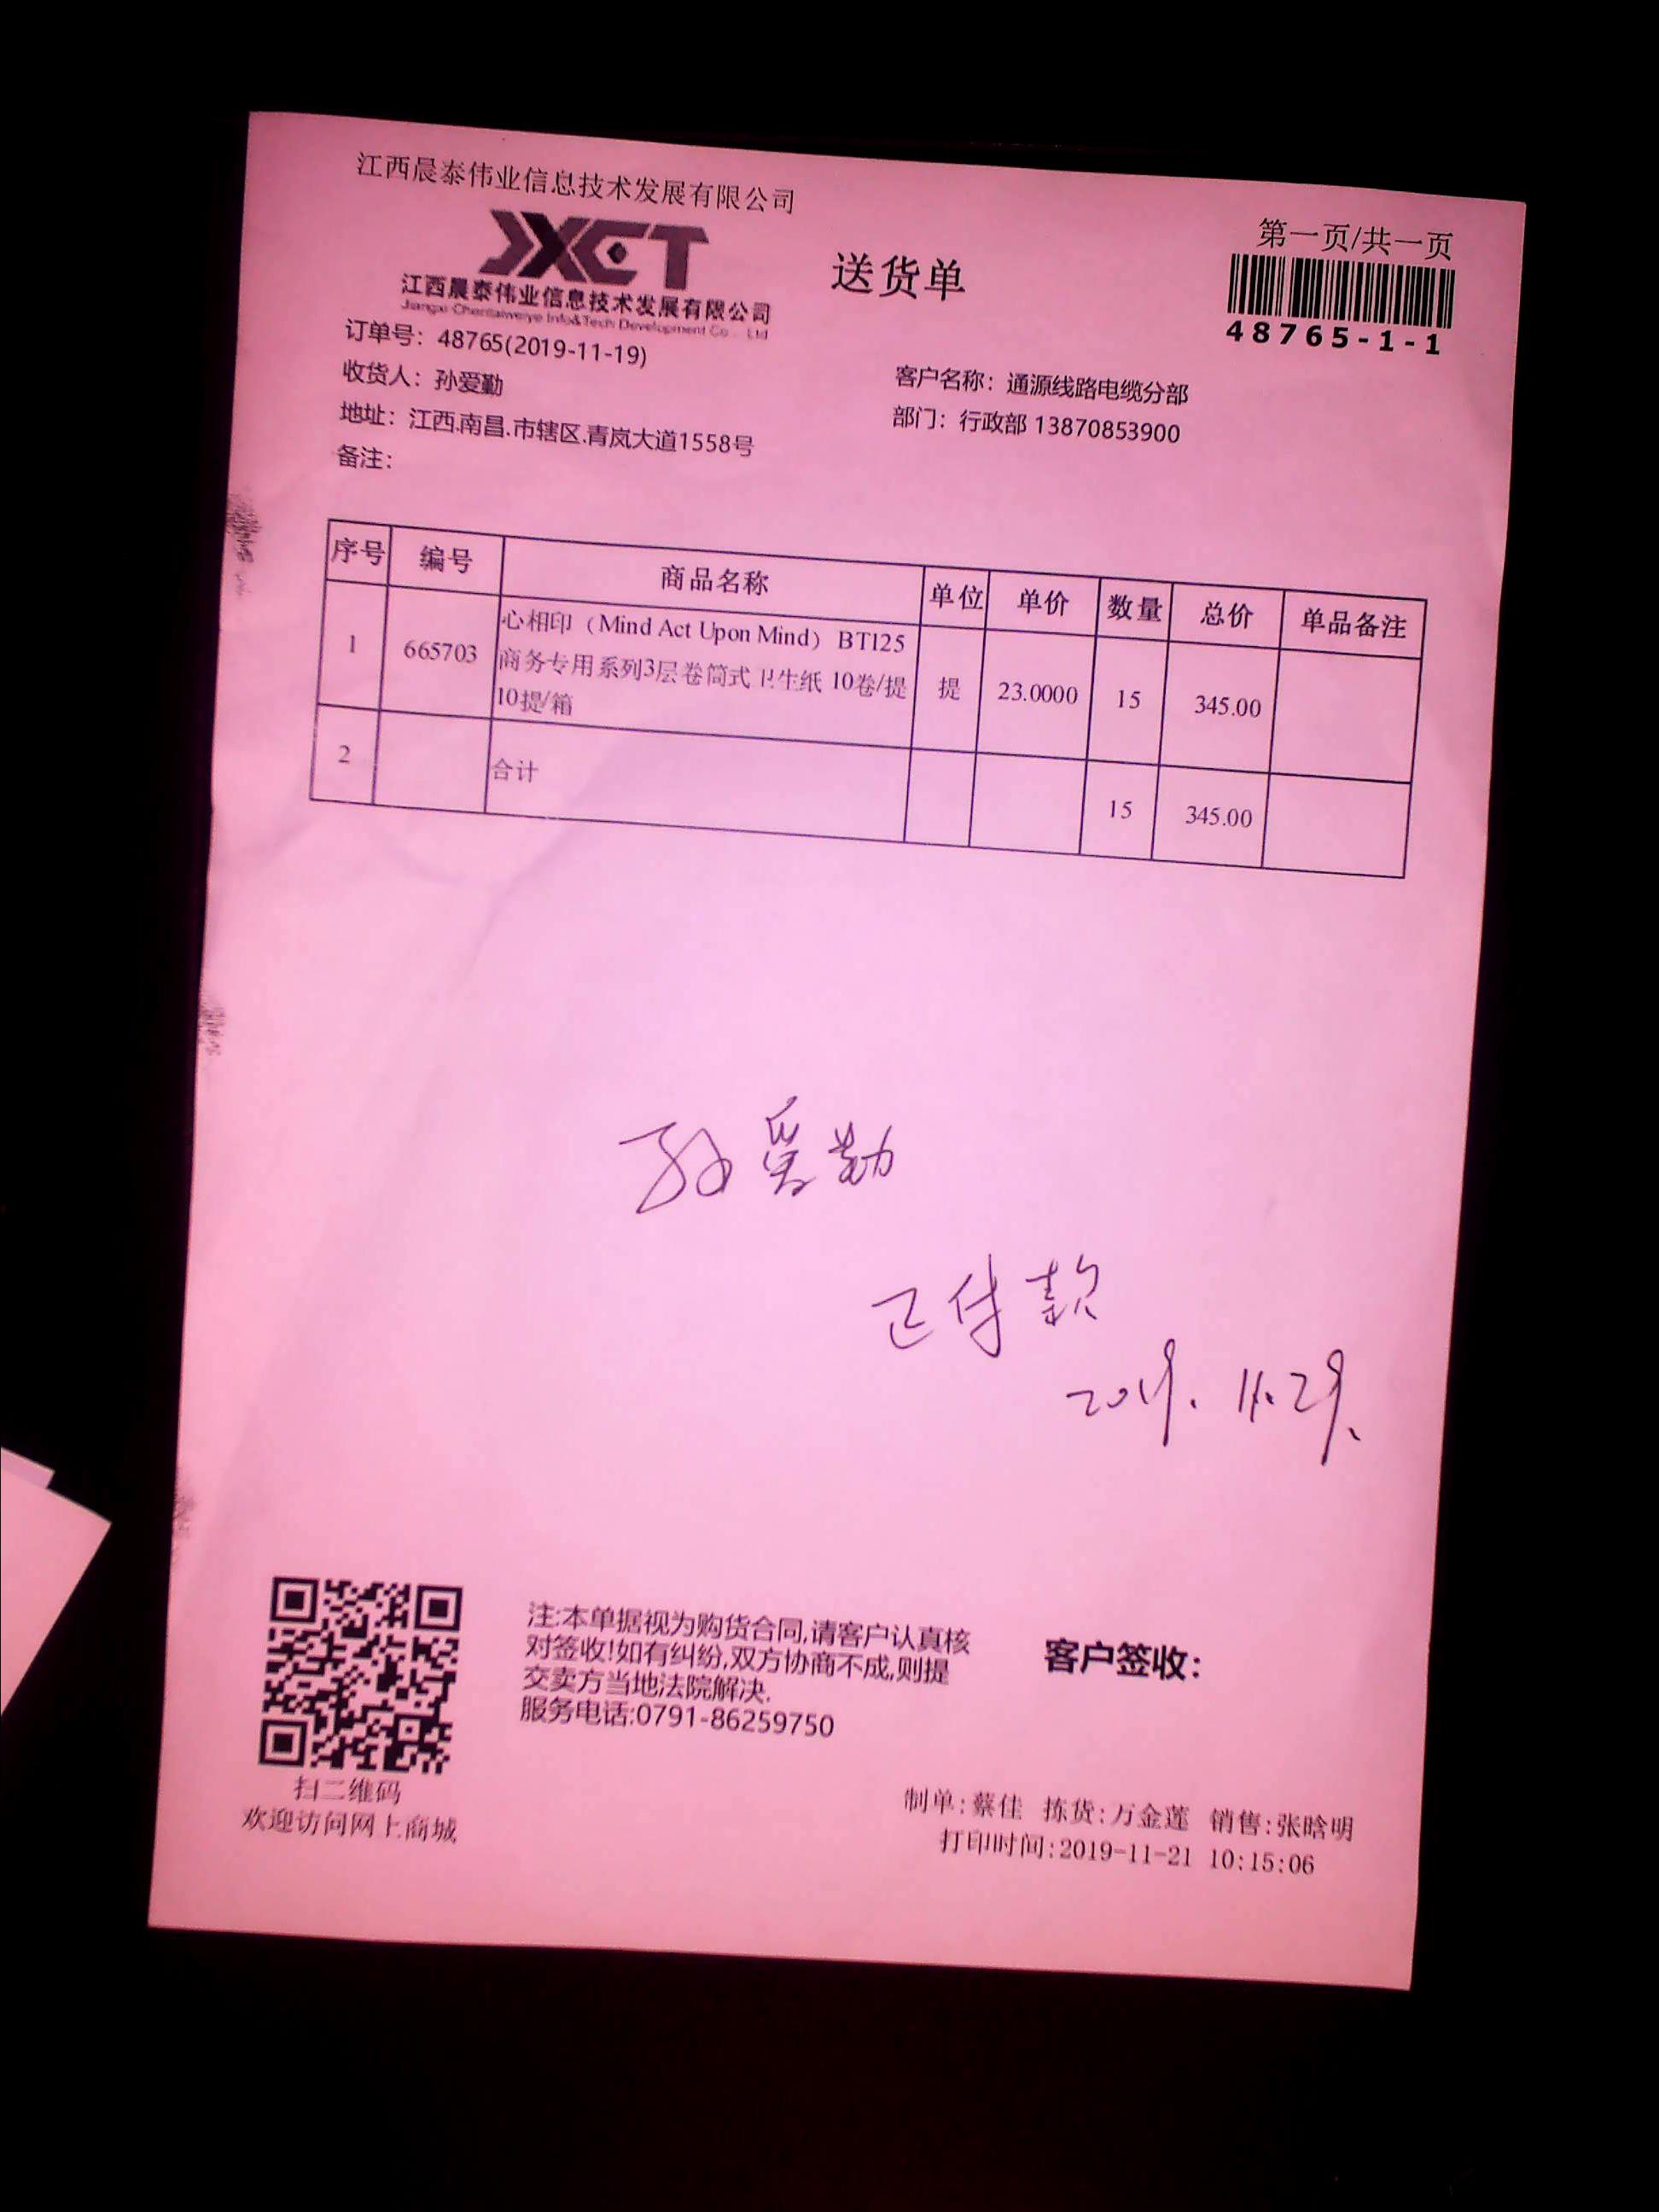 江西晨泰伟业信息技术发展有限公司
第一页/共一页
JXCT
江西晨泰伟业信息技术发展有限公司
Jiangxi Chentaiweiye Info&Tech Development Co., Ltd
送货单
48765-1-1
订单号：48765(2019-11-19)
收货人：孙爱勤
客户名称：通源线路电缆分部
地址：江西.南昌.市辖区.青岚大道1558号
部门：行政部 13870853900
备注：
序号 编号 商品名称 单位 单价 数量 总价 单品备注
1 665703 心相印（Mind Act Upon Mind）BT125
商务专用系列3层卷筒式卫生纸 10卷/提
10提/箱 提 23.0000 15 345.00
2 合计 15 345.00
孙爱勤
已付款
2019.11.29.
注:本单据视为购货合同,请客户认真核
对签收!如有纠纷,双方协商不成,则提
交卖方当地法院解决.
服务电话:0791-86259750
客户签收：
扫二维码
欢迎访问网上商城
制单:蔡佳 拣货:万金莲 销售:张晗明
打印时间:2019-11-21 10:15:06